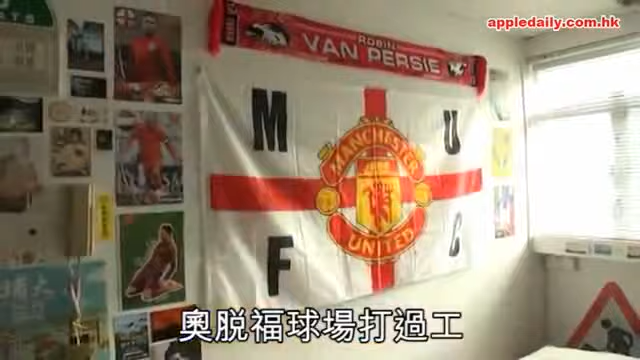 appledaily.com.hk
ROBIN
VAN PERSIE
M U
MANCHESTER
UNITED
F C
奧脫福球場打過工